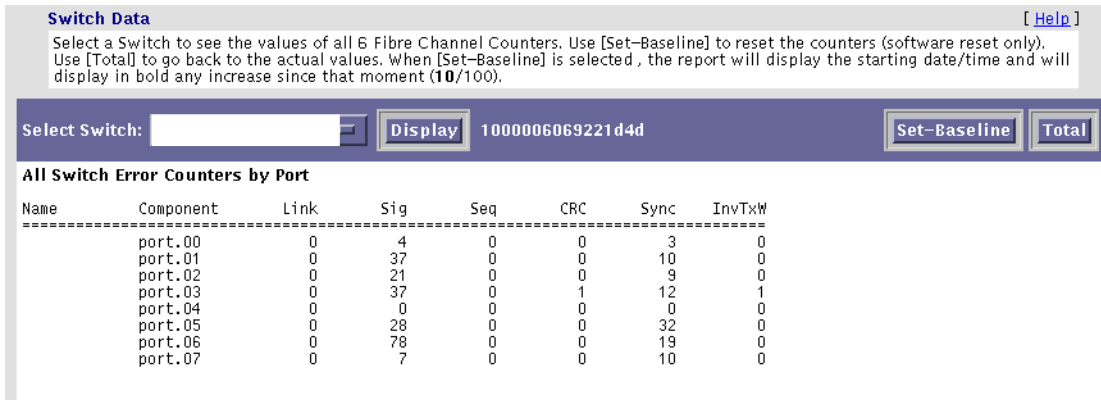 Switch Data [ Help ]
Select a Switch to see the values of all 6 Fibre Channel Counters. Use [Set-Baseline] to reset the counters (software reset only).
Use [Total] to go back to the actual values. When [Set-Baseline] is selected , the report will display the starting date/time and will
display in bold any increase since that moment (10/100).
Select Switch: Display 1000006069221d4d Set-Baseline Total
All Switch Error Counters by Port
Name Component Link Sig Seq CRC Sync InvTxW
================================================================================
port.00 0 4 0 0 3 0
port.01 0 37 0 0 10 0
port.02 0 21 0 0 9 0
port.03 0 37 0 1 12 1
port.04 0 0 0 0 0 0
port.05 0 28 0 0 32 0
port.06 0 78 0 0 19 0
port.07 0 7 0 0 10 0